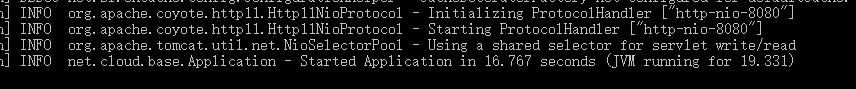 n] INFO  org.apache.coyote.http11.Http11NioProtocol - Initializing ProtocolHandler ["http-nio-8080"]
n] INFO  org.apache.coyote.http11.Http11NioProtocol - Starting ProtocolHandler ["http-nio-8080"]
n] INFO  org.apache.tomcat.util.net.NioSelectorPool - Using a shared selector for servlet write/read
n] INFO  net.cloud.base.Application - Started Application in 16.767 seconds (JVM running for 19.331)